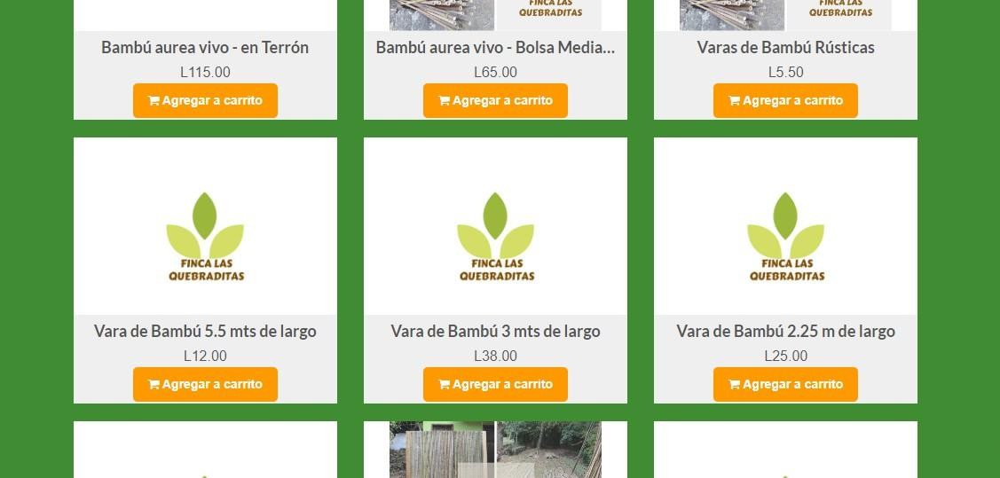 FINCA LAS
QUEBRADITAS
FINCA LAS
QUEBRADITAS
Bambú aurea vivo - en Terrón
L115.00
Agregar a carrito
Bambú aurea vivo - Bolsa Media...
L65.00
Agregar a carrito
Varas de Bambú Rústicas
L5.50
Agregar a carrito
FINCA LAS
QUEBRADITAS
Vara de Bambú 5.5 mts de largo
L12.00
Agregar a carrito
FINCA LAS
QUEBRADITAS
Vara de Bambú 3 mts de largo
L38.00
Agregar a carrito
FINCA LAS
QUEBRADITAS
Vara de Bambú 2.25 m de largo
L25.00
Agregar a carrito